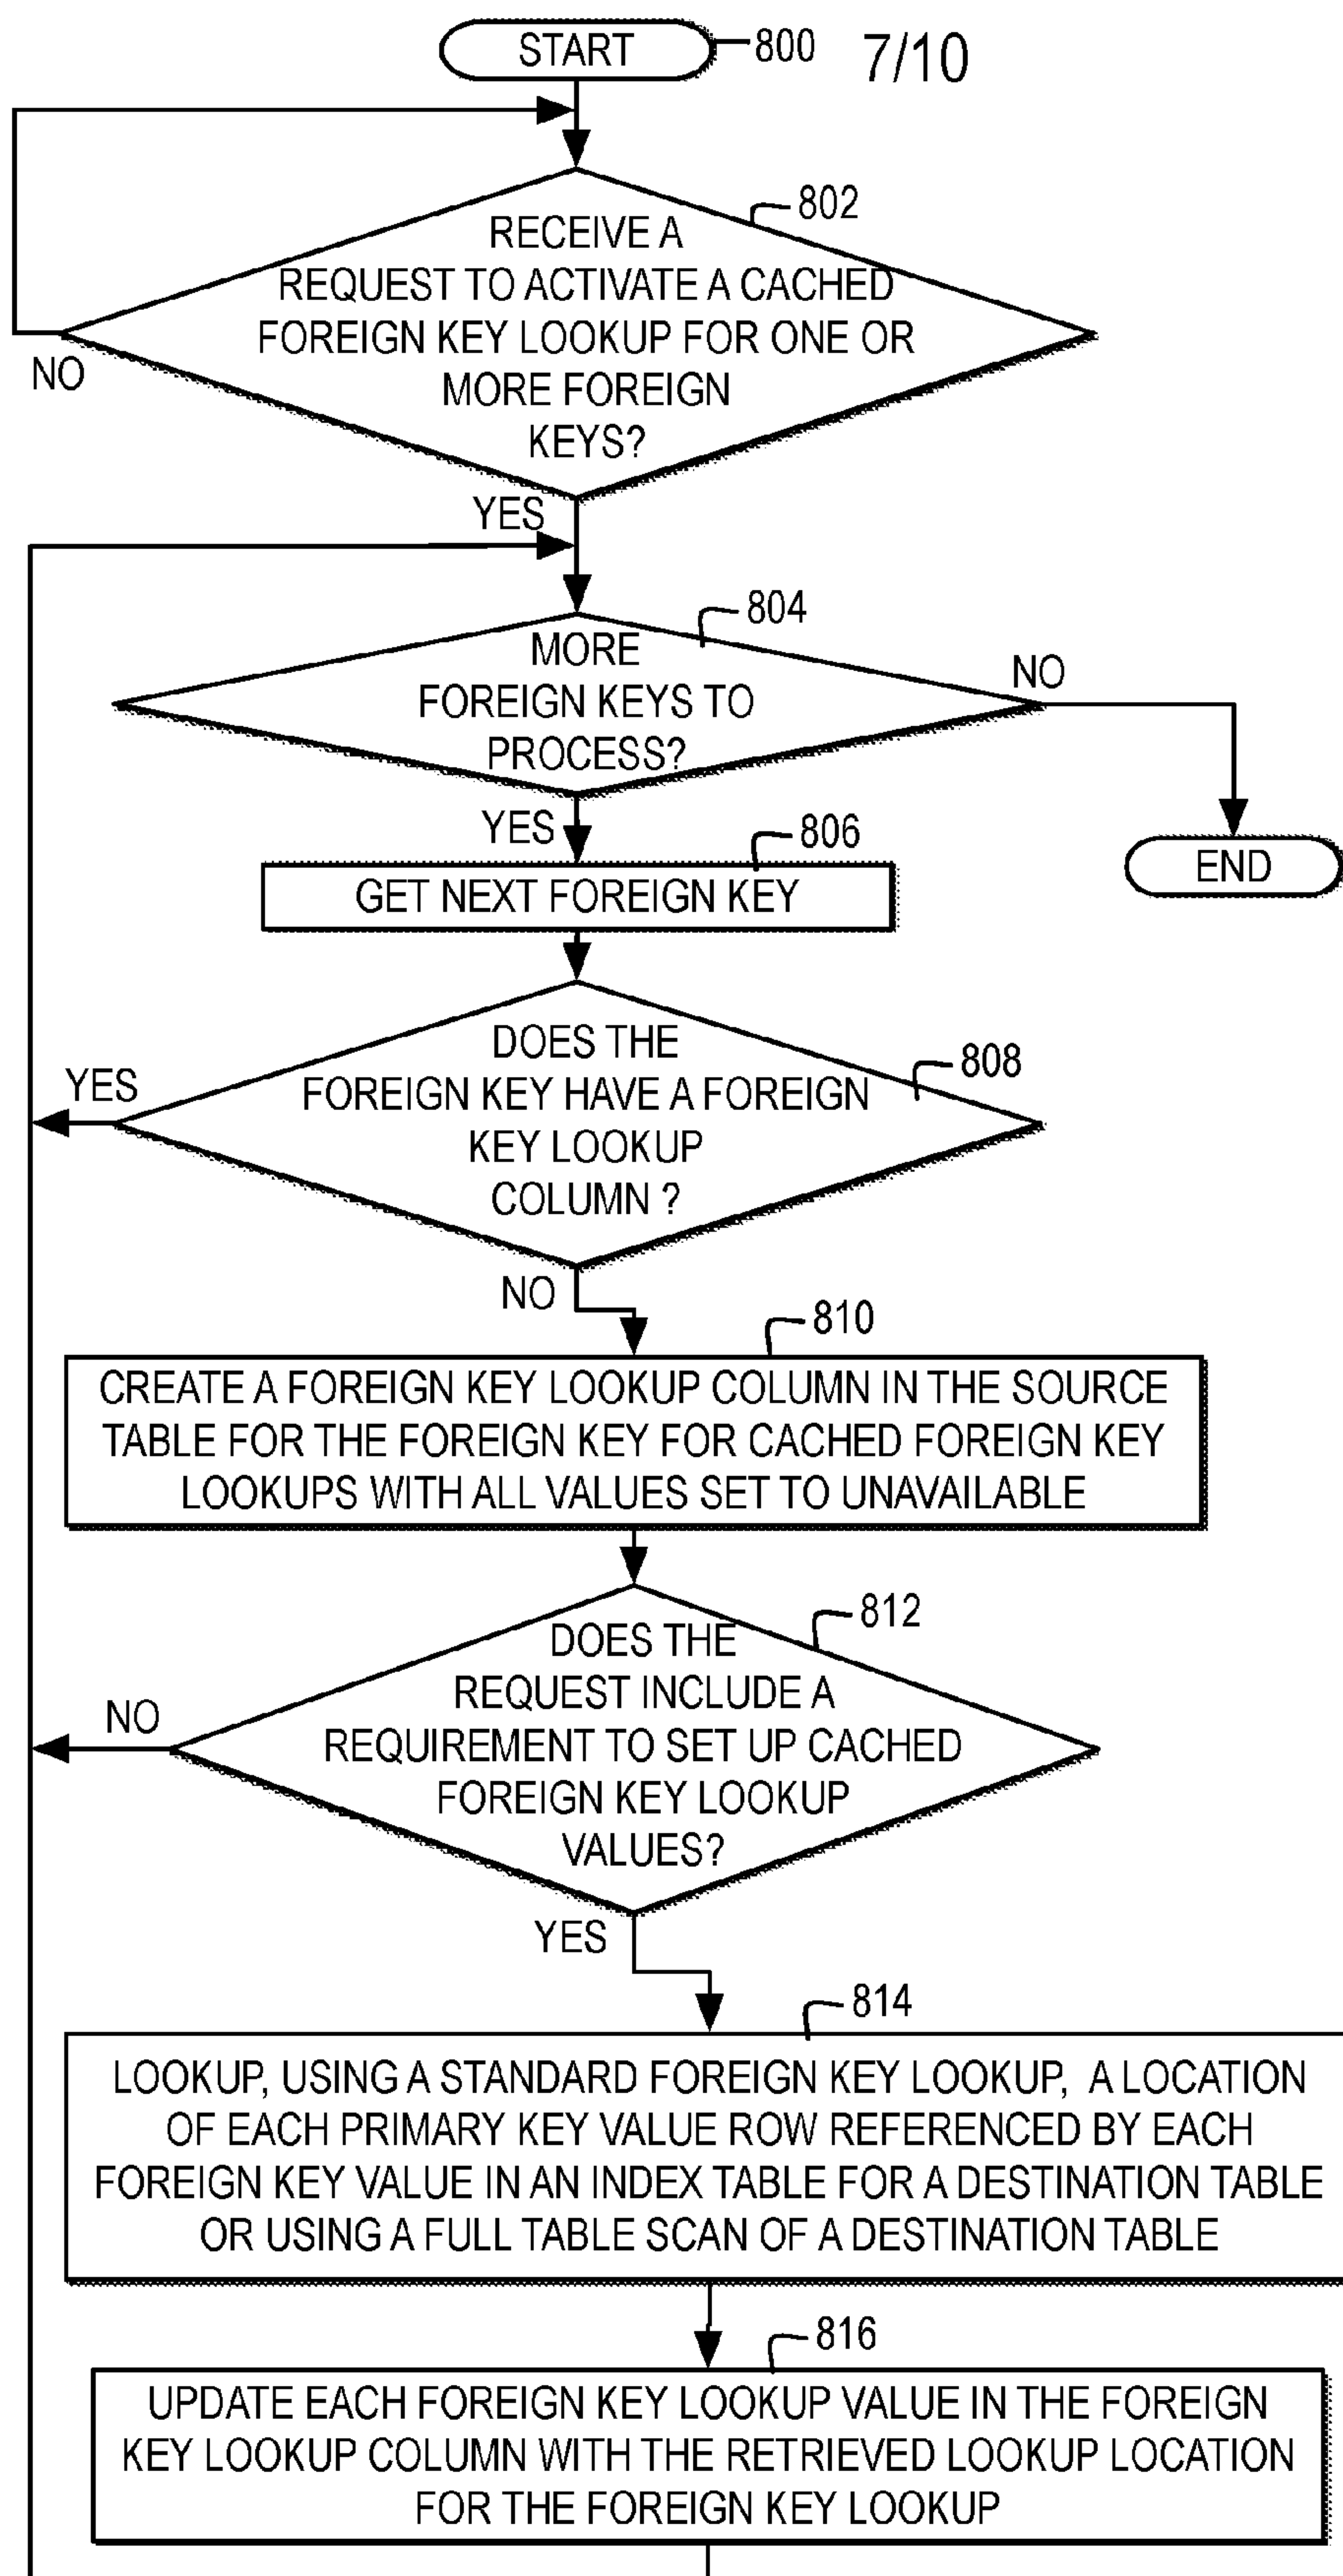 START
800
7/10
802
RECEIVE A
REQUEST TO ACTIVATE A CACHED
FOREIGN KEY LOOKUP FOR ONE OR
MORE FOREIGN
KEYS?
NO
YES
804
MORE
FOREIGN KEYS TO
PROCESS?
NO
YES
806
GET NEXT FOREIGN KEY
END
DOES THE
FOREIGN KEY HAVE A FOREIGN
KEY LOOKUP
COLUMN ?
808
YES
NO
810
CREATE A FOREIGN KEY LOOKUP COLUMN IN THE SOURCE
TABLE FOR THE FOREIGN KEY FOR CACHED FOREIGN KEY
LOOKUPS WITH ALL VALUES SET TO UNAVAILABLE
812
DOES THE
REQUEST INCLUDE A
REQUIREMENT TO SET UP CACHED
FOREIGN KEY LOOKUP
VALUES?
NO
YES
814
LOOKUP, USING A STANDARD FOREIGN KEY LOOKUP, A LOCATION
OF EACH PRIMARY KEY VALUE ROW REFERENCED BY EACH
FOREIGN KEY VALUE IN AN INDEX TABLE FOR A DESTINATION TABLE
OR USING A FULL TABLE SCAN OF A DESTINATION TABLE
816
UPDATE EACH FOREIGN KEY LOOKUP VALUE IN THE FOREIGN
KEY LOOKUP COLUMN WITH THE RETRIEVED LOOKUP LOCATION
FOR THE FOREIGN KEY LOOKUP